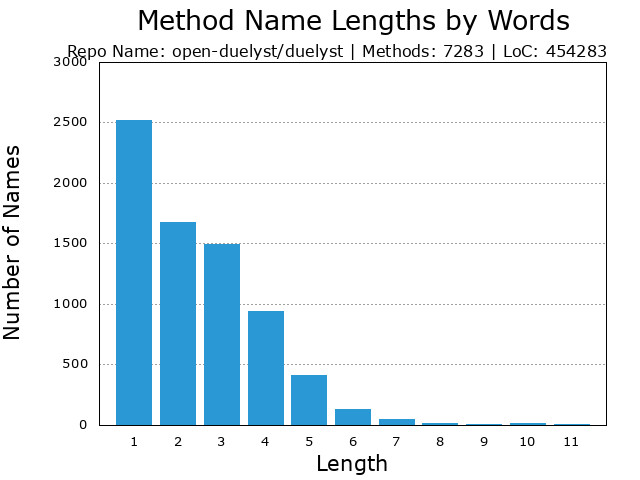 Method Name Lengths by Words
Repo Name: open-duelyst/duelyst | Methods: 7283 | LoC: 454283
Number of Names
3000
2500
2000
1500
1000
500
0
1 2 3 4 5 6 7 8 9 10 11
Length